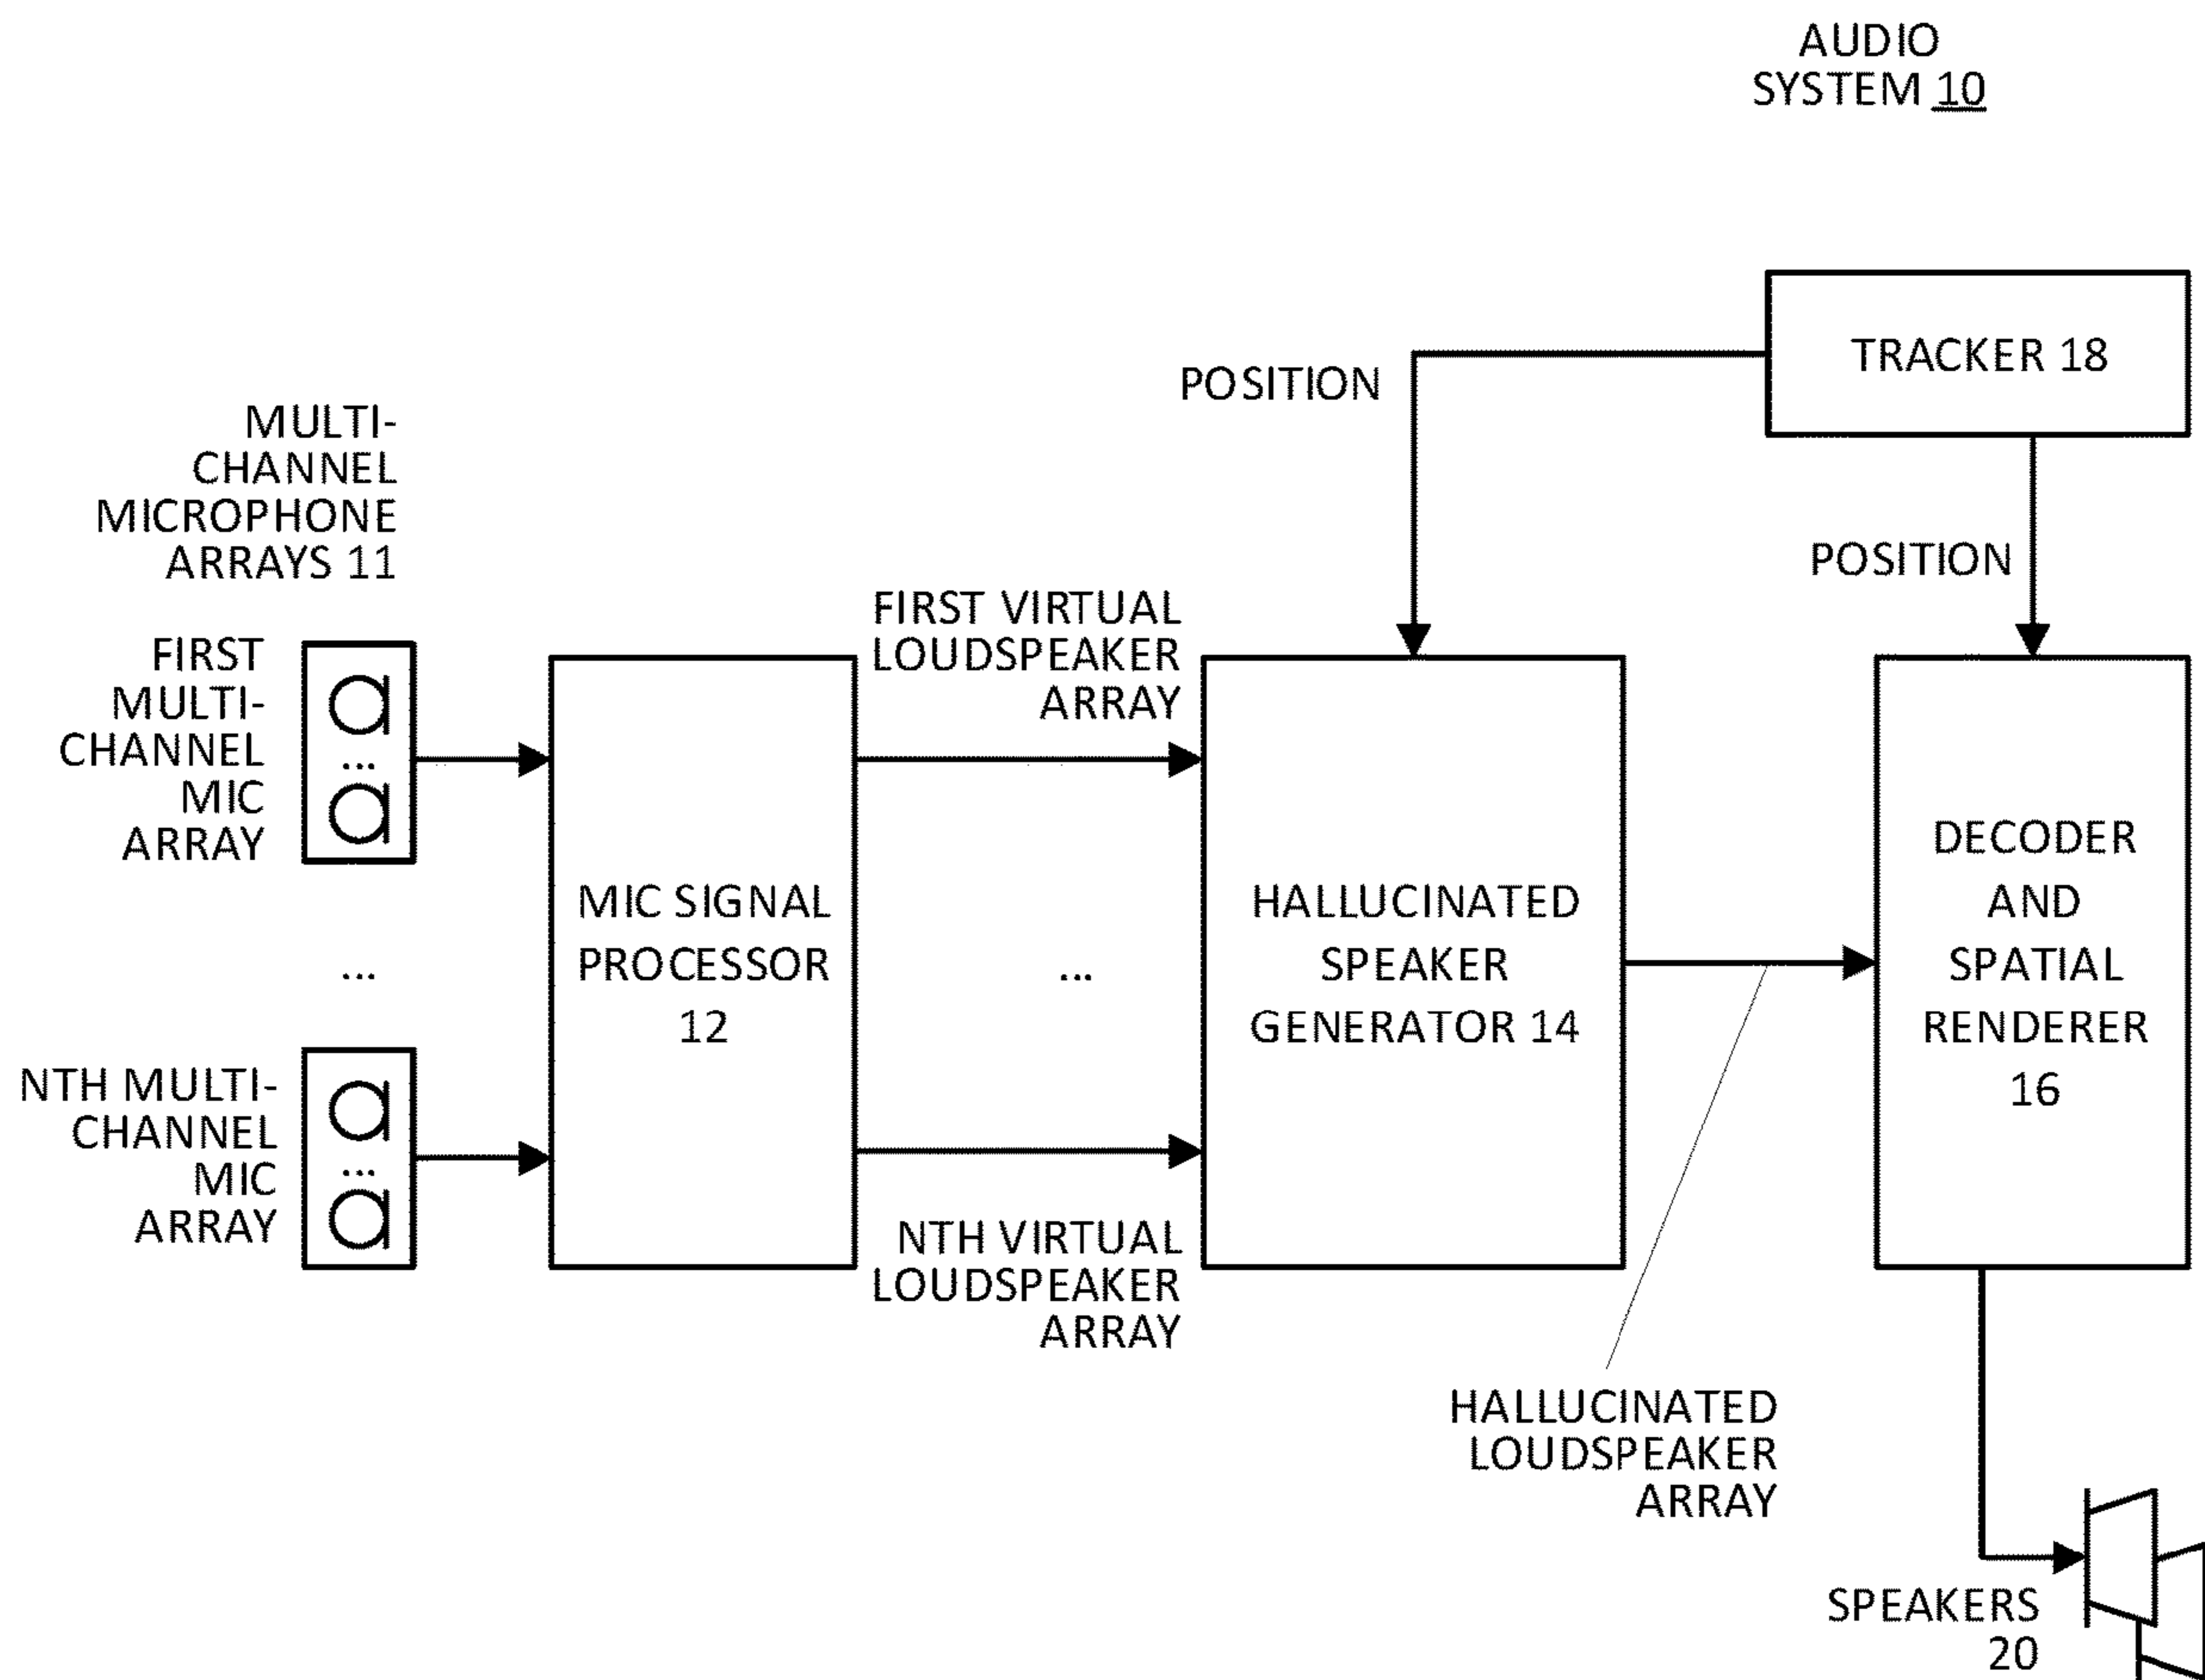 AUDIO
SYSTEM 10
TRACKER 18
POSITION
POSITION
MULTI-
CHANNEL
MICROPHONE
ARRAYS 11
FIRST
MULTI-
CHANNEL
...
MIC
ARRAY
...
NTH MULTI-
CHANNEL
...
MIC
ARRAY
MIC SIGNAL
PROCESSOR
12
FIRST VIRTUAL
LOUDSPEAKER
ARRAY
...
NTH VIRTUAL
LOUDSPEAKER
ARRAY
HALLUCINATED
SPEAKER
GENERATOR 14
HALLUCINATED
LOUDSPEAKER
ARRAY
DECODER
AND
SPATIAL
RENDERER
16
SPEAKERS
20